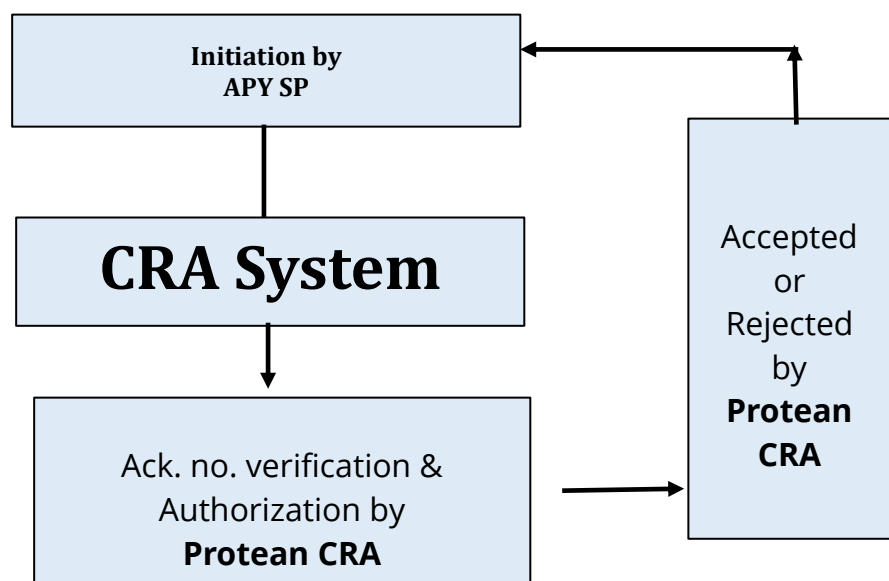 Initiation by
APY SP
CRA System
Ack. no. verification &
Authorization by
Protean CRA
Accepted
or
Rejected
by
Protean
CRA